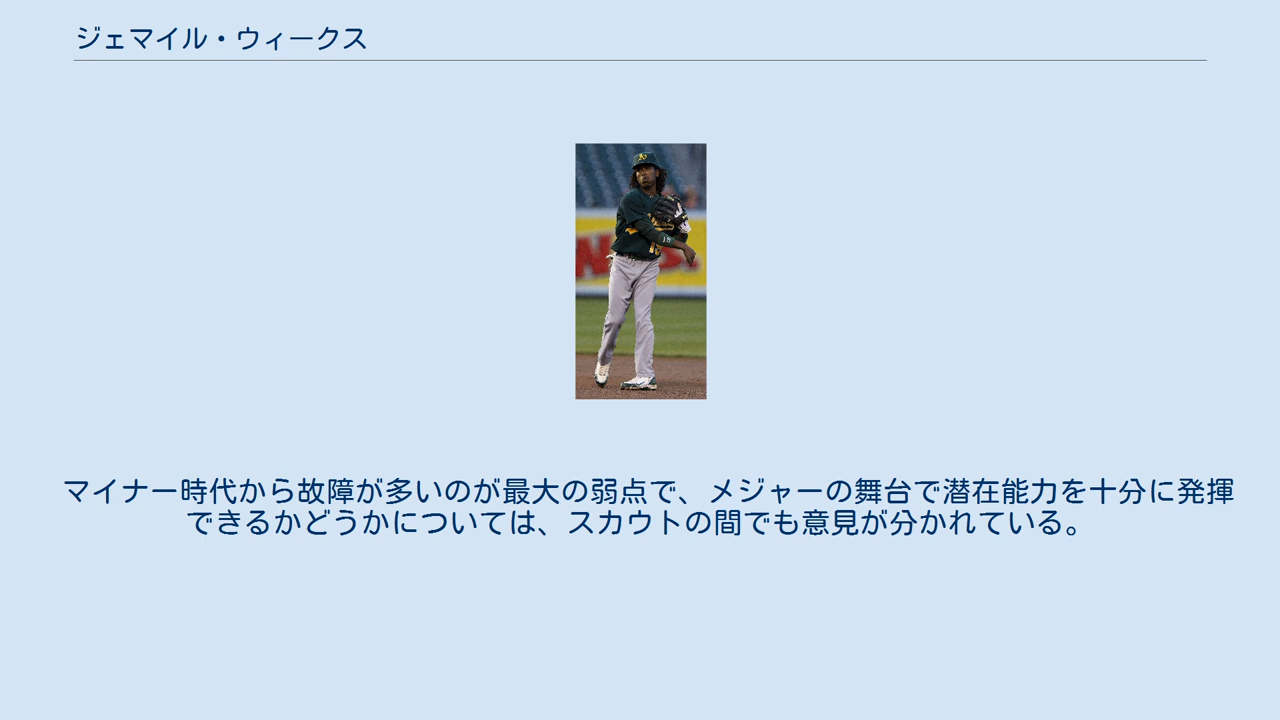 ジェマイル・ウィークス
マイナー時代から故障が多いのが最大の弱点で、メジャーの舞台で潜在能力を十分に発揮
できるかどうかについては、スカウトの間でも意見が分かれている。